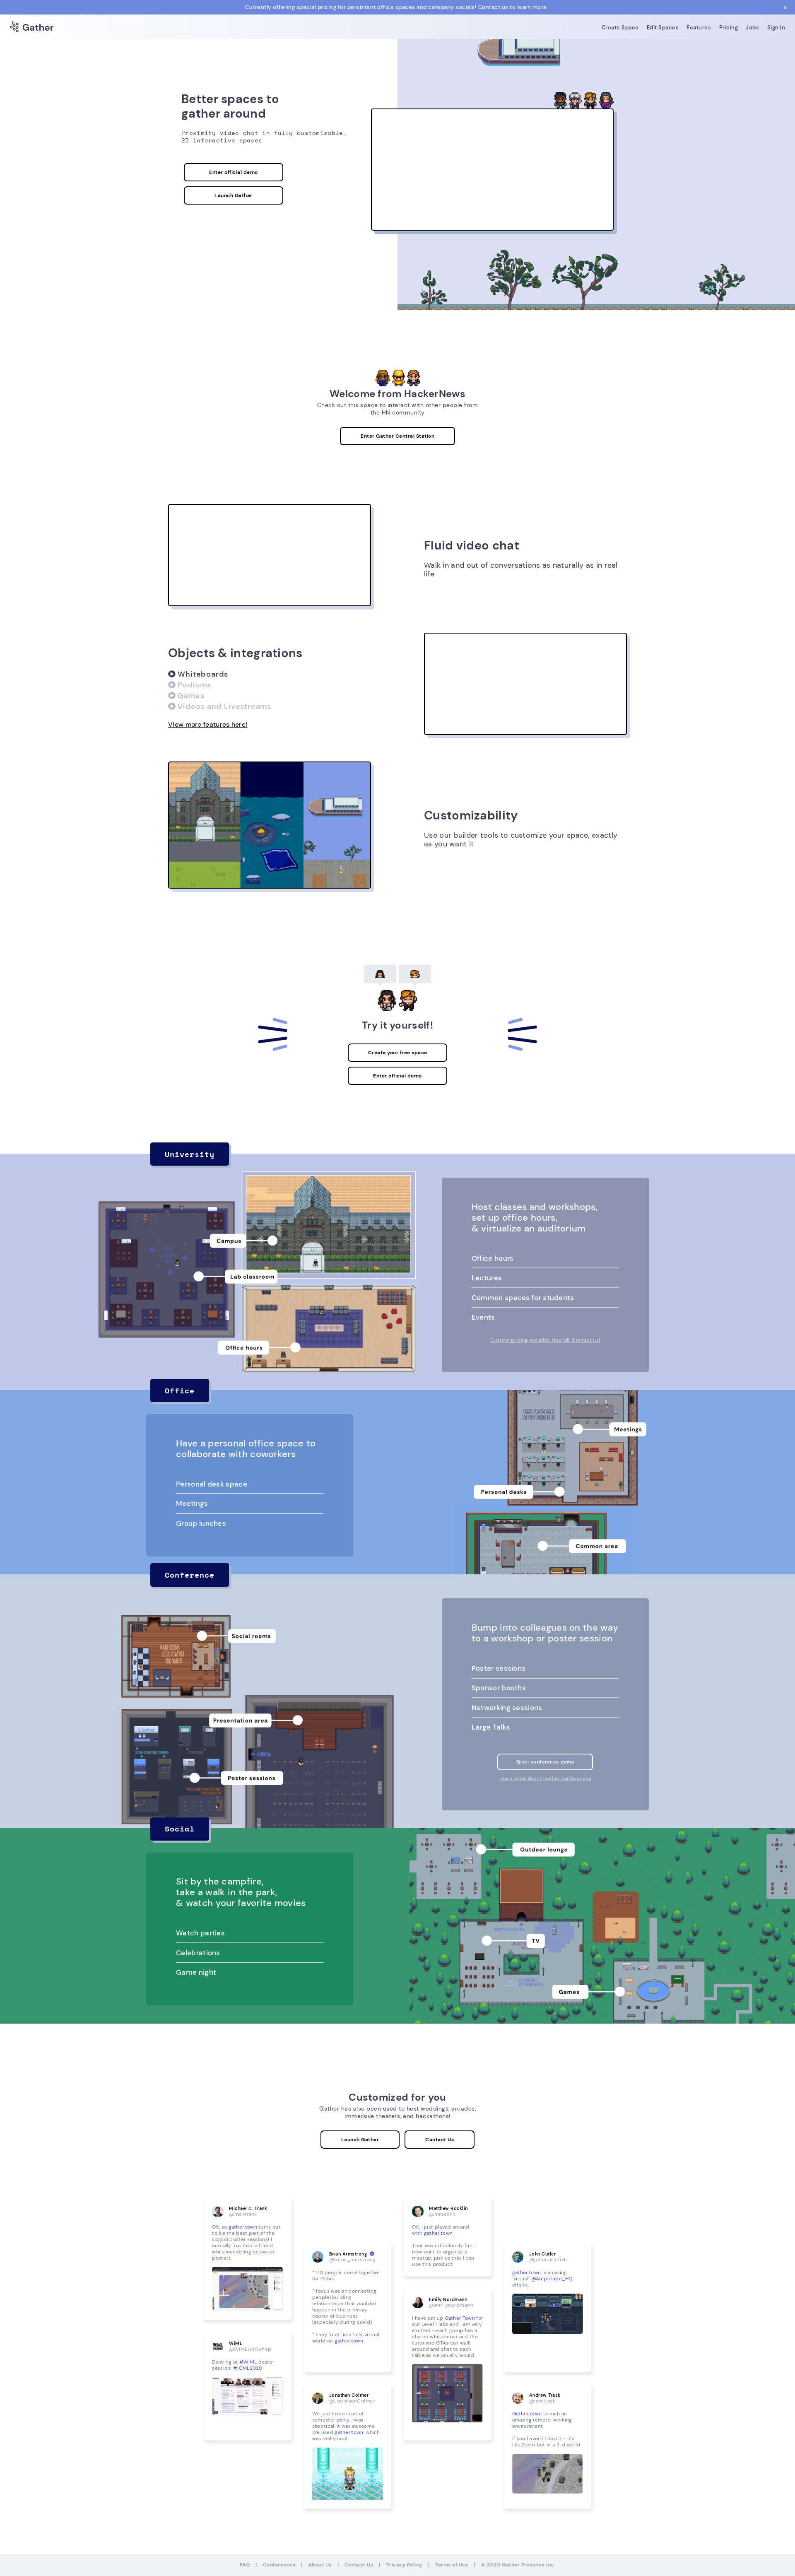 Currently offering special pricing for persistent office spaces and company socials! Contact us to learn more
x
Gather
Create Space
Edit Spaces
Features
Pricing
Jobs
Sign In
Better spaces to
gather around
Proximity video chat in fully customizable,
2D interactive spaces
Enter official demo
Launch Gather
Welcome from HackerNews
Check out this space to interact with other people from
the HN community
Enter Gather Central Station
Fluid video chat
Walk in and out of conversations as naturally as in real
life
Objects & integrations
Whiteboards
Podiums
Games
Videos and Livestreams
View more features here!
Customizability
Use our builder tools to customize your space, exactly
as you want it
Try it yourself!
Create your free space
Enter official demo
University
Campus
Lab classroom
Office hours
Host classes and workshops,
set up office hours,
& virtualize an auditorium
Office hours
Lectures
Common spaces for students
Events
Custom pricing available this fall. Contact us!
Office
Have a personal office space to
collaborate with coworkers
Personal desk space
Meetings
Group lunches
Meetings
Personal desks
Common area
Conference
Social rooms
Presentation area
Poster sessions
Bump into colleagues on the way
to a workshop or poster session
Poster sessions
Sponsor booths
Networking sessions
Large Talks
Enter conference demo
Learn more about Gather conferences
Social
Sit by the campfire,
take a walk in the park,
& watch your favorite movies
Watch parties
Celebrations
Game night
Outdoor lounge
TV
Games
Customized for you
Gather has also been used to host weddings, arcades,
immersive theaters, and hackathons!
Launch Gather
Contact Us
Michael C. Frank
@mcxfrank
OK, so gather.town turns out
to be the best part of the
cogsci poster sessions! I
actually 'ran into' a friend
while wandering between
posters.
WiML
@WiMLworkshop
Dancing at #WiML poster
session! #ICML2020
Brian Armstrong
@brian_armstrong
* 110 people, came together
for ~5 hrs
* focus was on connecting
people/building
relationships that wouldn't
happen in the ordinary
course of business
(especially during covid)
* they "met" in a fully virtual
world on gather.town
Jonathan Colmer
@JonathanColmer
We just had a start of
semester party. I was
skeptical. It was awesome.
We used gather.town, which
was really cool.
Matthew Rocklin
@mrocklin
OK, I just played around
with gather.town
That was ridiculously fun. I
now want to organize a
meetup, just so that I can
use this product.
Emily Nordmann
@emilynordmann
I have set up Gather Town for
our Level 1 labs and I am very
excited - each group has a
shared whiteboard and the
tutor and GTAs can walk
around and chat to each
table as we usually would.
John Cutler
@johncutlefish
gather.town is amazing ...
"virtual" @Amplitude_HQ
offsite.
Andrew Trask
@iamtrask
Gather.town is such an
amazing remote-working
environment
If you haven't tried it - it's
like Zoom but in a 2-d world
FAQ | Conferences | About Us | Contact Us | Privacy Policy | Terms of Use | © 2020 Gather Presence Inc.